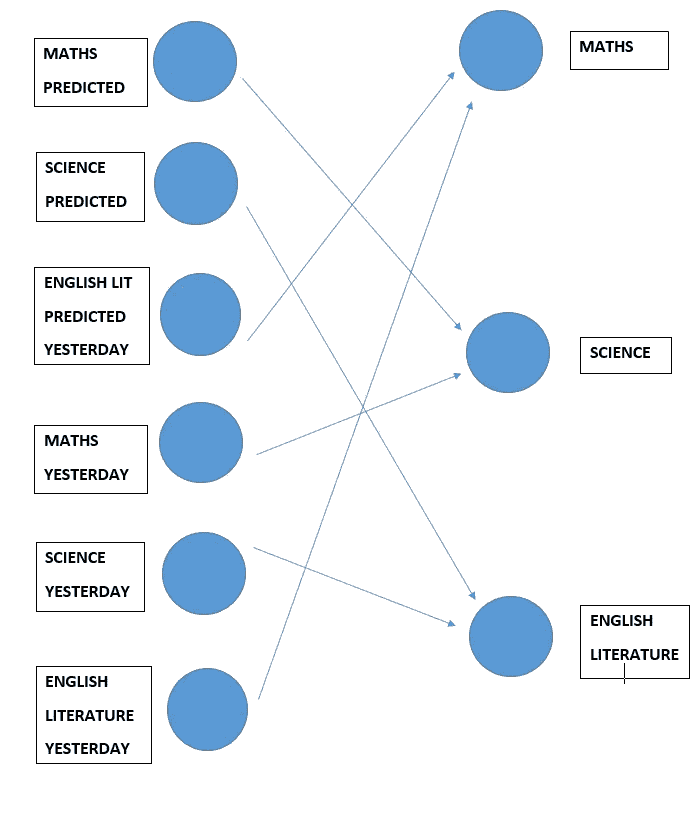 MATHS
PREDICTED
MATHS
SCIENCE
PREDICTED
ENGLISH LIT
PREDICTED
YESTERDAY
SCIENCE
MATHS
YESTERDAY
SCIENCE
YESTERDAY
ENGLISH
LITERATURE
ENGLISH
LITERATURE
YESTERDAY